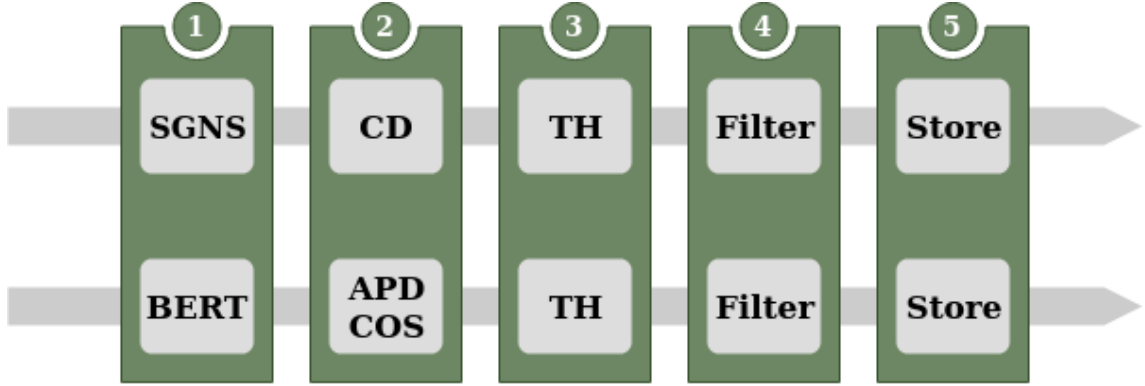 1 2 3 4 5
SGNS CD TH Filter Store
BERT APD COS TH Filter Store